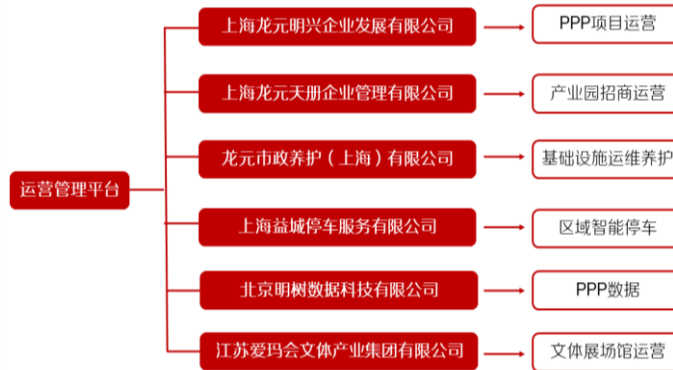 上海龙元明兴企业发展有限公司
PPP项目运营
上海龙元天册企业管理有限公司
产业园招商运营
龙元市政养护（上海）有限公司
基础设施运维养护
运营管理平台
上海益城停车服务有限公司
区域智能停车
北京明树数据科技有限公司
PPP数据
江苏爱玛会文体产业集团有限公司
文体展场馆运营